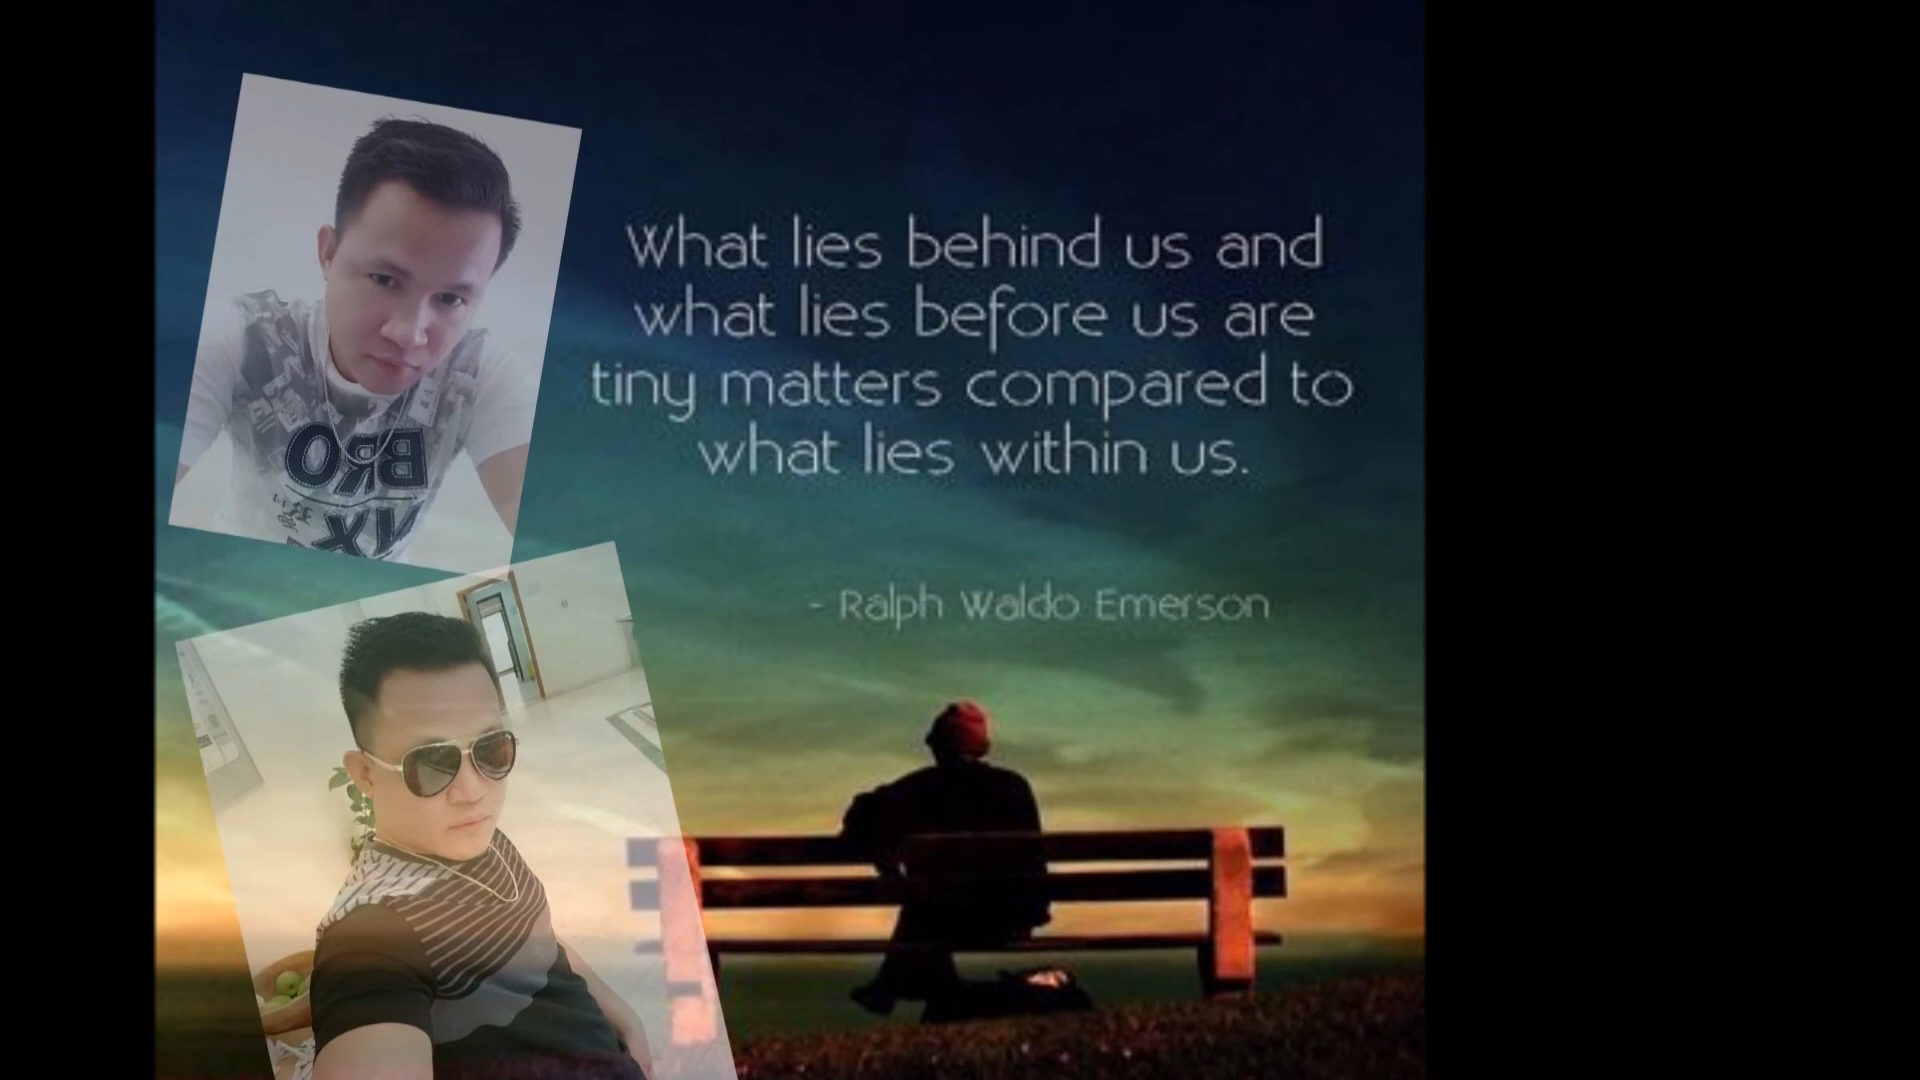 What lies behind us and
what lies before us are
tiny matters compared to
what lies within us.
- Ralph Waldo Emerson
BRO